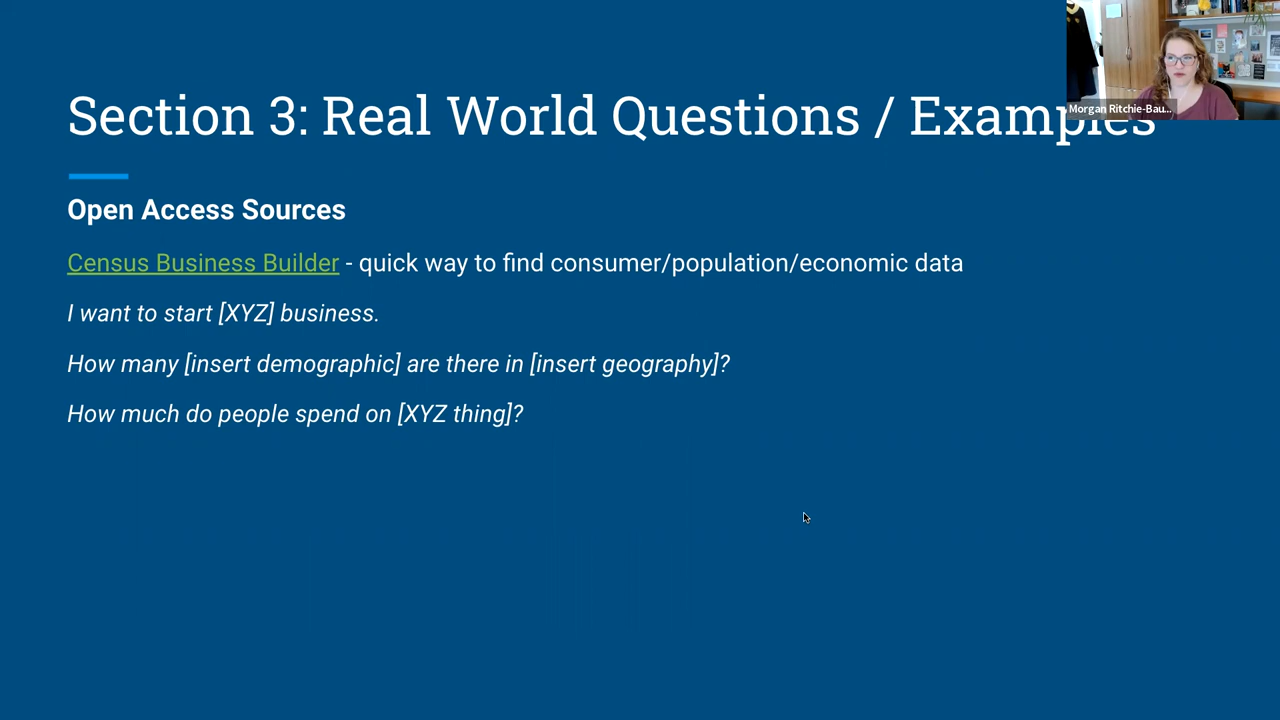 Section 3: Real World Questions / Examples
Morgan Ritchie-Bau...
Open Access Sources
Census Business Builder - quick way to find consumer/population/economic data
I want to start [XYZ] business.
How many [insert demographic] are there in [insert geography]?
How much do people spend on [XYZ thing]?